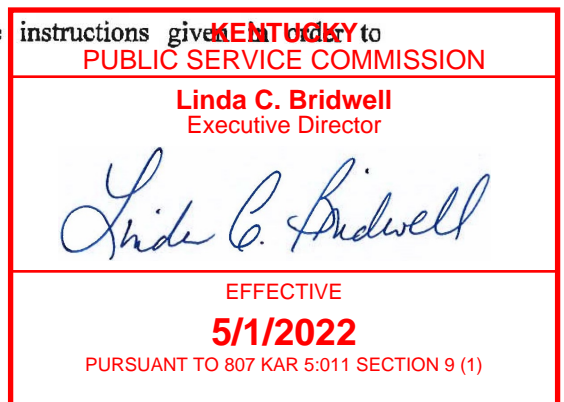 instructions given in order to
KENTUCKY
PUBLIC SERVICE COMMISSION
Linda C. Bridwell
Executive Director
Linda C. Bridwell
EFFECTIVE
5/1/2022
PURSUANT TO 807 KAR 5:011 SECTION 9 (1)